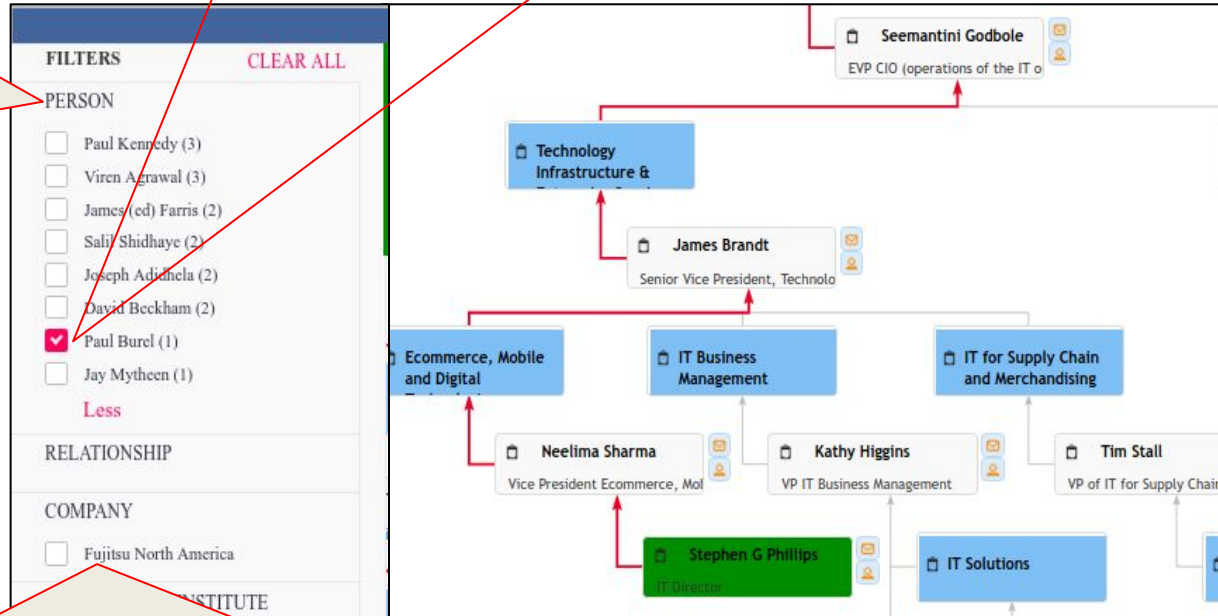 FILTERS CLEAR ALL
PERSON
Paul Kennedy (3)
Viren Agrawal (3)
James (ed) Farris (2)
Salil Shidhaye (2)
Joseph Adidhela (2)
David Beckham (2)
Paul Burel (1)
Jay Mytheen (1)
Less
RELATIONSHIP
COMPANY
Fujitsu North America
Seemantini Godbole
EVP CIO (operations of the IT o
Technology
Infrastructure &
James Brandt
Senior Vice President, Technolo
Ecommerce, Mobile
and Digital
IT Business
Management
IT for Supply Chain
and Merchandising
Neelima Sharma
Vice President Ecommerce, Mo
Kathy Higgins
VP IT Business Management
Tim Stall
VP of IT for Supply Chain
Stephen G Phillips
IT Director
IT Solutions